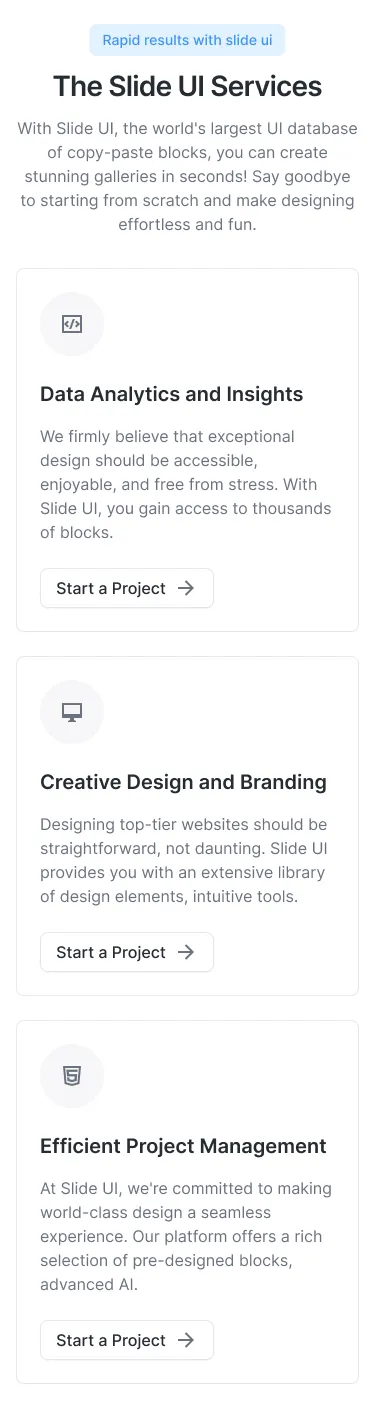 Rapid results with slide ui
The Slide UI Services
With Slide UI, the world's largest UI database
of copy-paste blocks, you can create
stunning galleries in seconds! Say goodbye
to starting from scratch and make designing
effortless and fun.
Data Analytics and Insights
We firmly believe that exceptional
design should be accessible,
enjoyable, and free from stress. With
Slide UI, you gain access to thousands
of blocks.
Start a Project
Creative Design and Branding
Designing top-tier websites should be
straightforward, not daunting. Slide UI
provides you with an extensive library
of design elements, intuitive tools.
Start a Project
Efficient Project Management
At Slide UI, we're committed to making
world-class design a seamless
experience. Our platform offers a rich
selection of pre-designed blocks,
advanced AI.
Start a Project